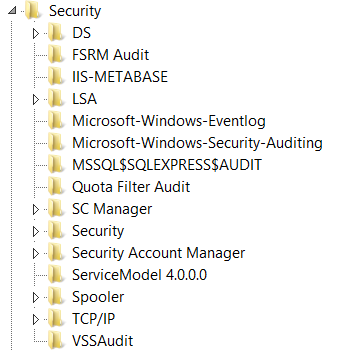 Security
DS
FSRM Audit
IIS-METABASE
LSA
Microsoft-Windows-Eventlog
Microsoft-Windows-Security-Auditing
MSSQL$SQLEXPRESS$AUDIT
Quota Filter Audit
SC Manager
Security
Security Account Manager
ServiceModel 4.0.0.0
Spooler
TCP/IP
VSSAudit